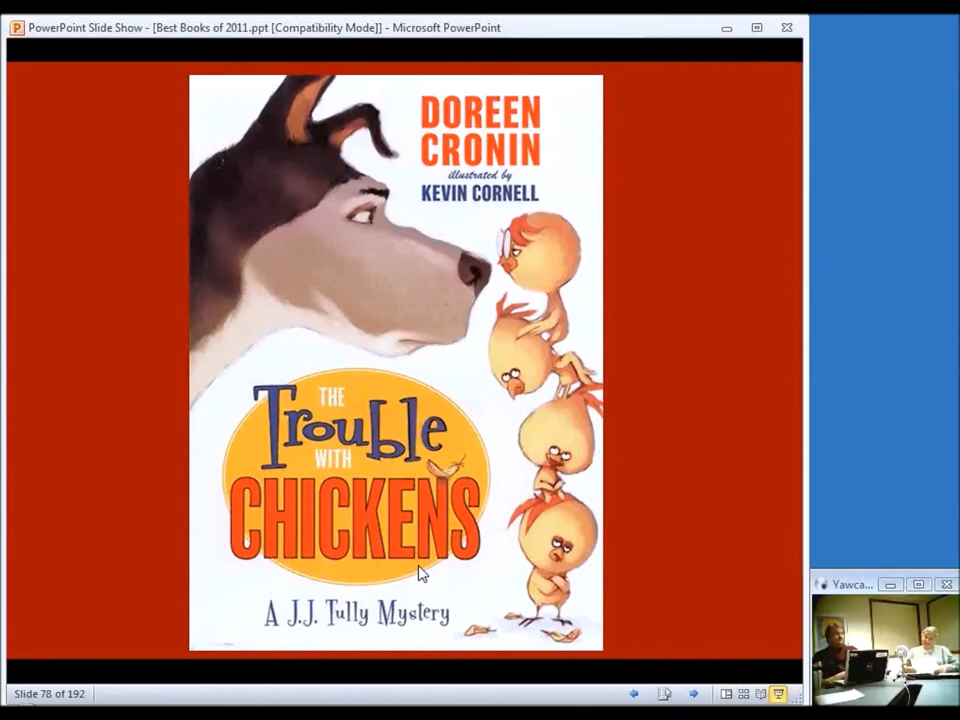 PowerPoint Slide Show - [Best Books of 2011.ppt [Compatibility Mode]] - Microsoft PowerPoint
DOREEN
CRONIN
illustrated by
KEVIN CORNELL
THE
Trouble
WITH
CHICKENS
A J.J. Tully Mystery
Yawca...
Slide 78 of 192